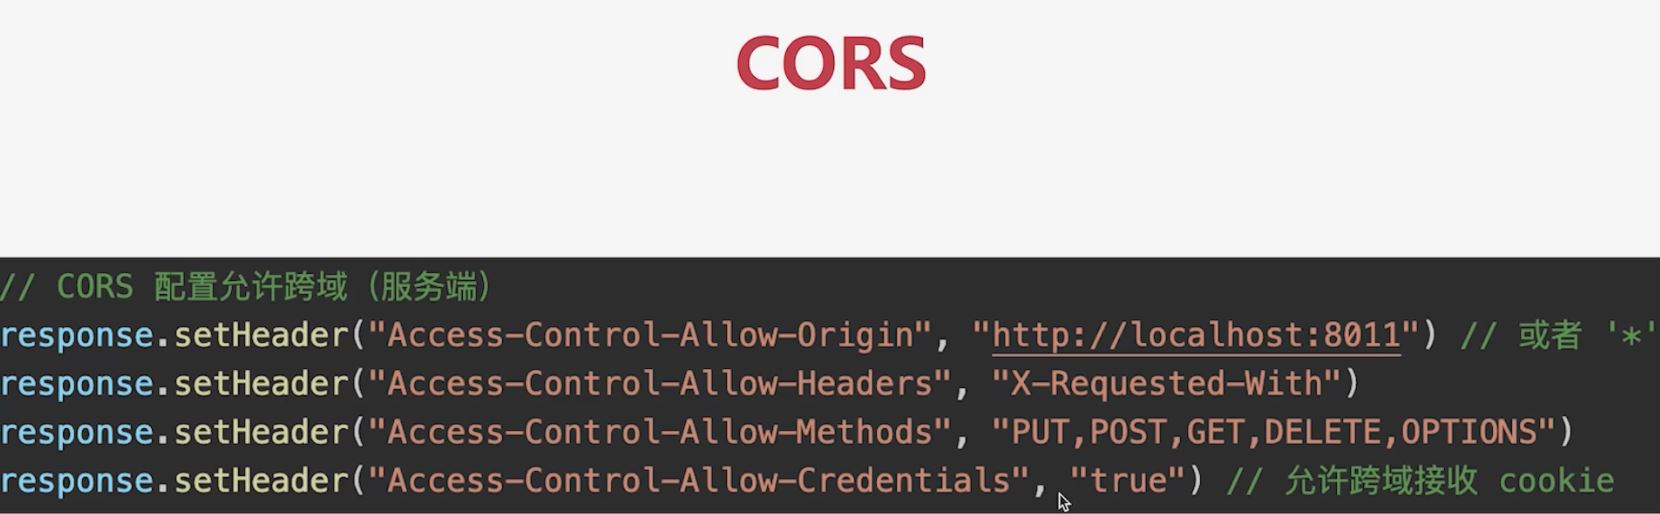 CORS
// CORS 配置允许跨域（服务端）
response.setHeader("Access-Control-Allow-Origin", "http://localhost:8011") // 或者 '*'
response.setHeader("Access-Control-Allow-Headers", "X-Requested-With")
response.setHeader("Access-Control-Allow-Methods", "PUT,POST,GET,DELETE,OPTIONS")
response.setHeader("Access-Control-Allow-Credentials", "true") // 允许跨域接收 cookie